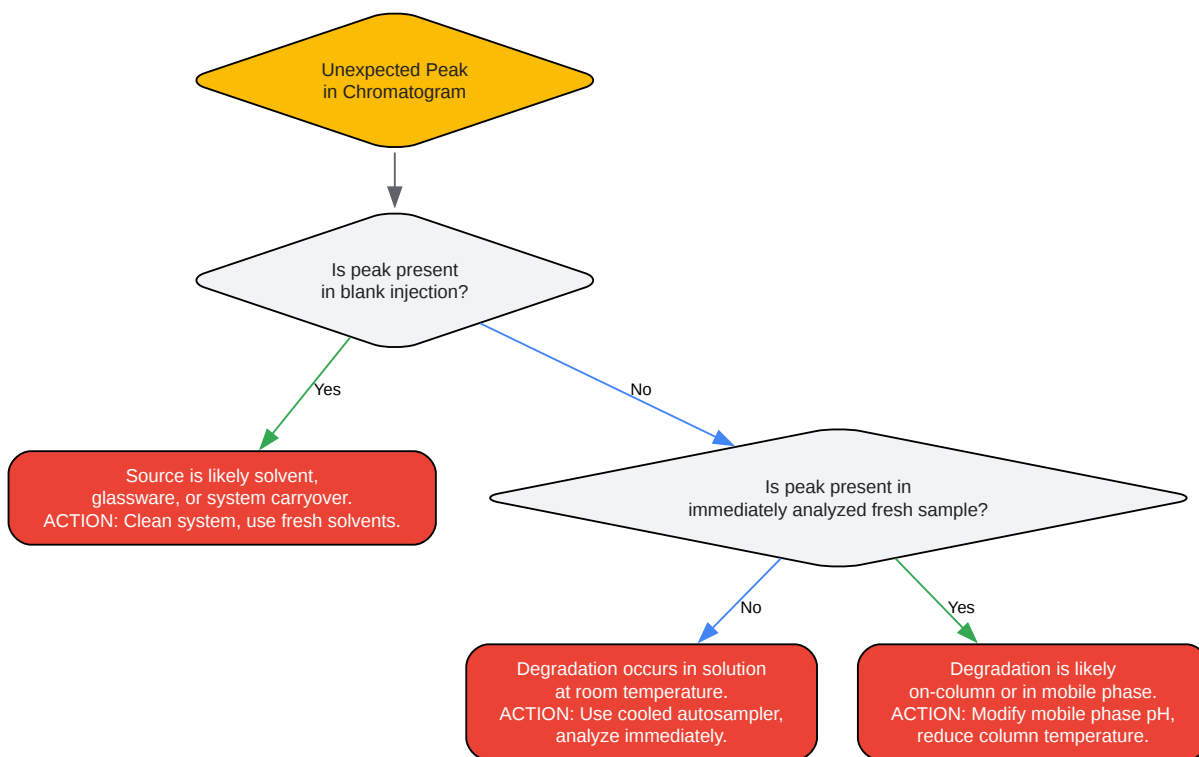 Unexpected Peak
in Chromatogram
Is peak present
in blank injection?
Yes
No
Source is likely solvent,
glassware, or system carryover.
ACTION: Clean system, use fresh solvents.
Is peak present in
immediately analyzed fresh sample?
No
Yes
Degradation occurs in solution
at room temperature.
ACTION: Use cooled autosampler,
analyze immediately.
Degradation is likely
on-column or in mobile phase.
ACTION: Modify mobile phase pH,
reduce column temperature.